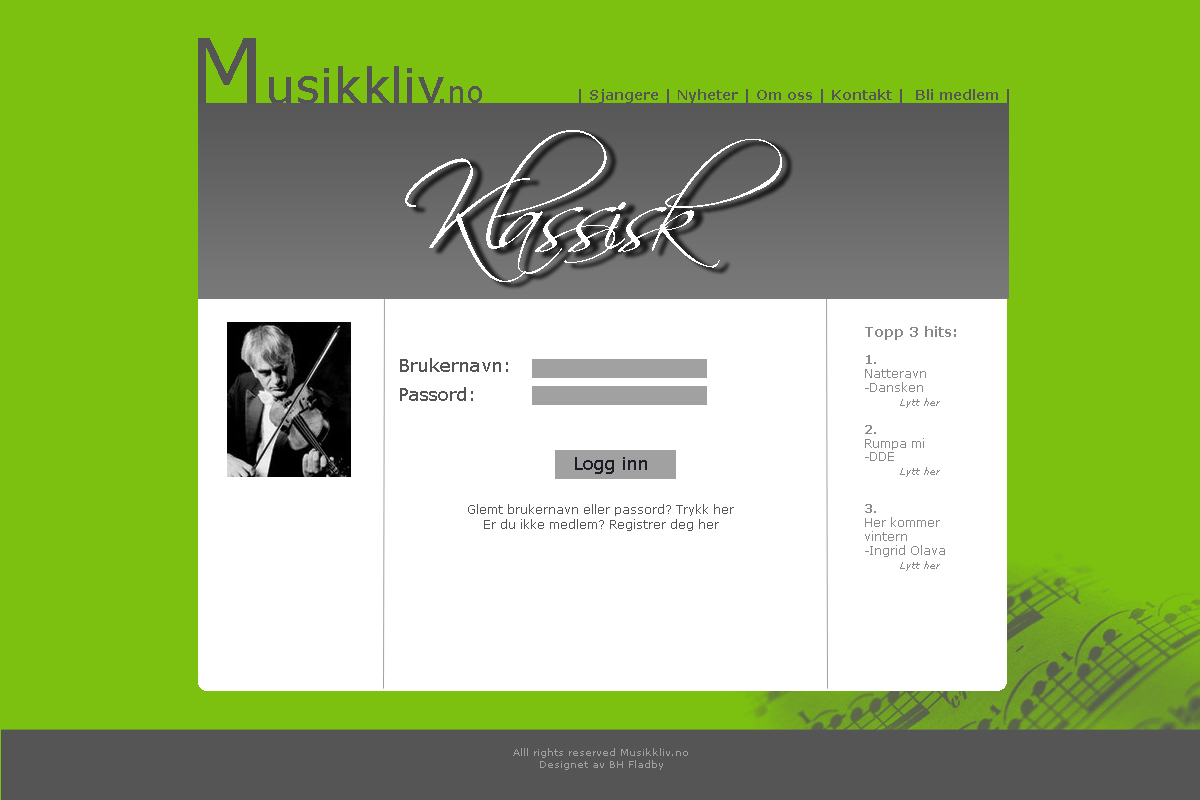 Musikkliv.no
| Sjangere | Nyheter | Om oss | Kontakt | Bli medlem |
Klassisk
Brukernavn:
Passord:
Logg inn
Glemt brukernavn eller passord? Trykk her
Er du ikke medlem? Registrer deg her
Topp 3 hits:
1.
Natteravn
-Dansken
Lytt her
2.
Rumpa mi
-DDE
Lytt her
3.
Her kommer
vintern
-Ingrid Olava
Lytt her
Alll rights reserved Musikkliv.no
Designet av BH Fladby